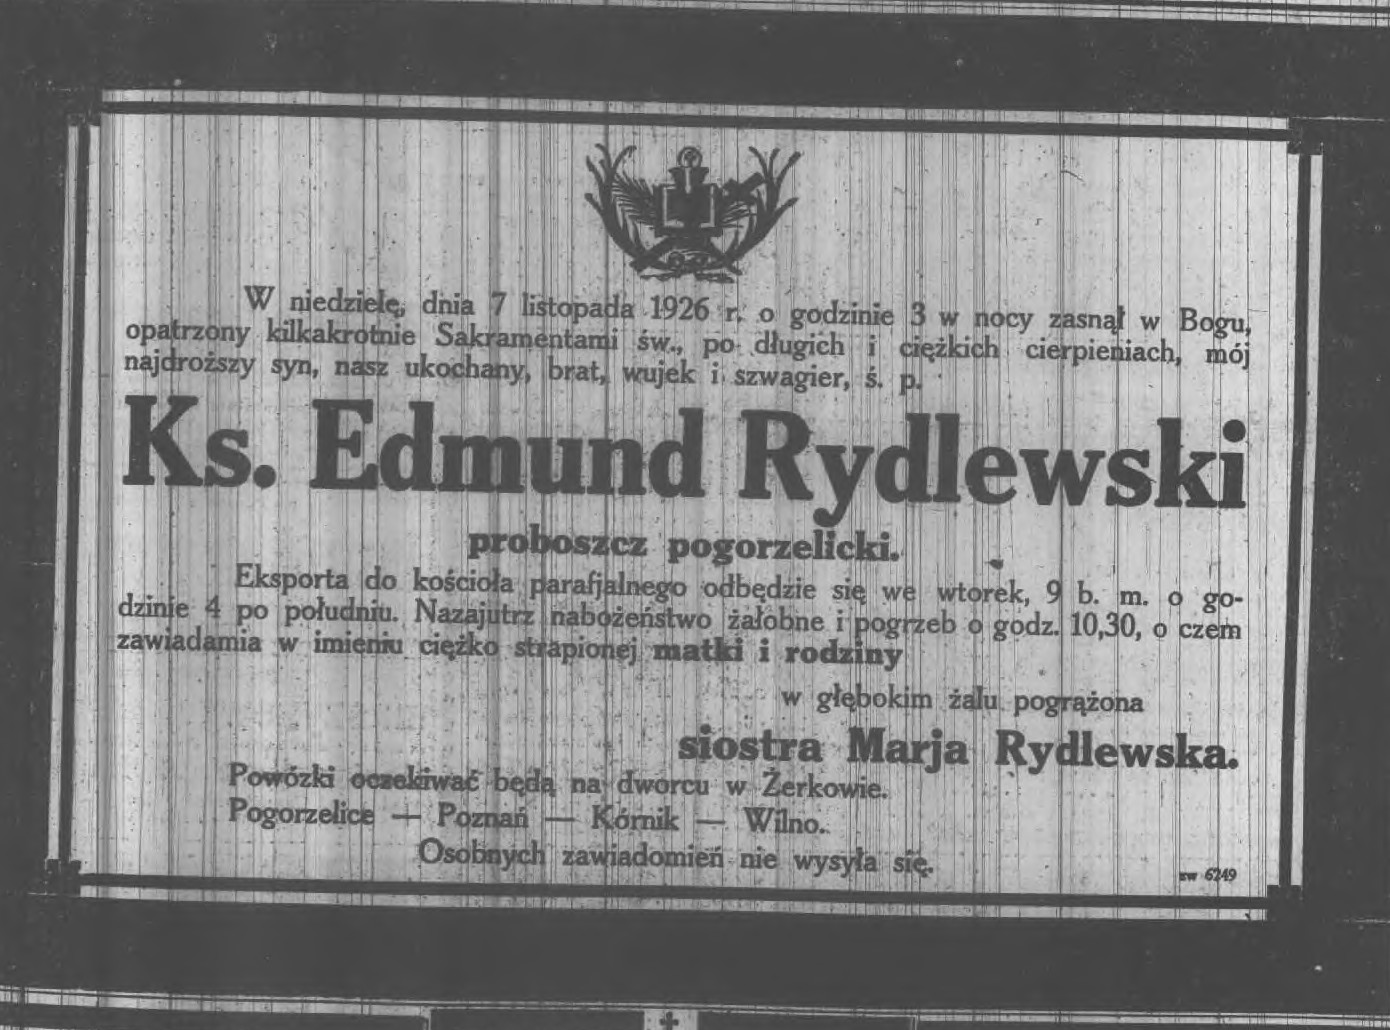 W niedzielę, dnia 7 listopada 1926 r. o godzinie 3 w nocy zasnął w Bogu,
opatrzony kilkakrotnie Sakramentami św., po długich i ciężkich cierpieniach, mój
najdroższy syn, nasz ukochany, brat, wujek i szwagier, ś. p.
Ks. Edmund Rydlewski
proboszcz pogorzelicki.
Eksporta do kościoła parafjalnego odbędzie się we wtorek, 9 b. m. o go-
dzinie 4 po południu. Nazajutrz nabożeństwo żałobne i pogrzeb o godz. 10,30, o czem
zawiadamia w imieniu ciężko strapionej matki i rodziny
w głębokim żalu pogrążona
siostra Marja Rydlewska.
Powózki oczekiwać będą na dworcu w Żerkowie.
Pogorzelice — Poznań — Kórnik — Wilno.
Osobnych zawiadomień nie wysyła się.
zw 6249